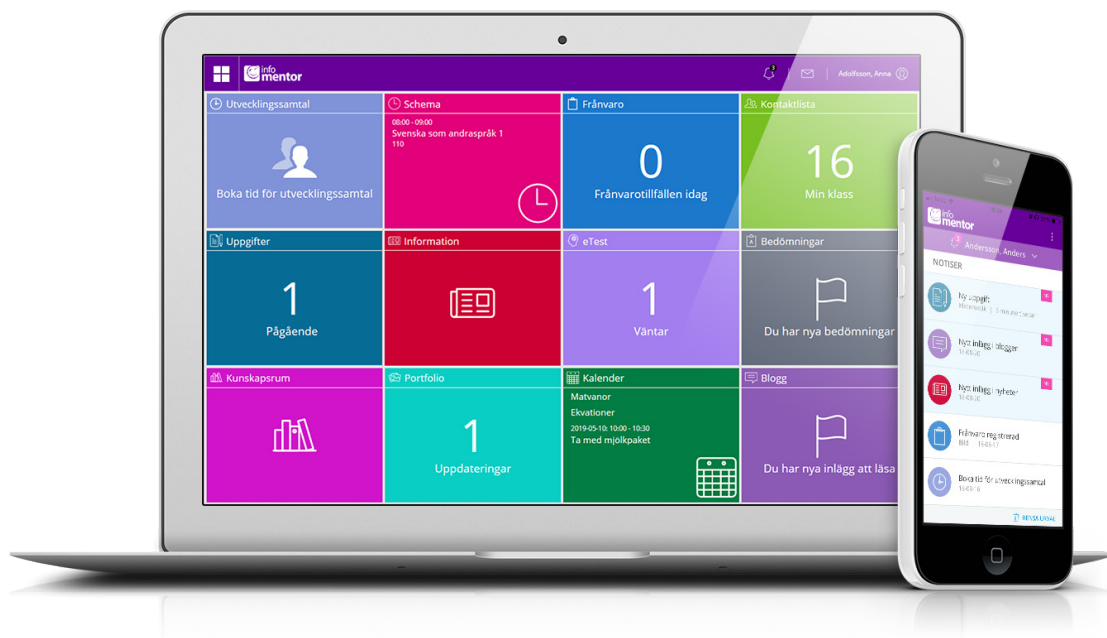 info
mentor
3
Adolfsson, Anna
Utvecklingssamtal
Boka tid för utvecklingssamtal
Schema
08:00 - 09:00
Svenska som andraspråk 1
110
Frånvaro
0
Frånvarotillfällen idag
Kontaktlista
16
Min klass
Uppgifter
1
Pågående
Information
eTest
1
Väntar
Bedömningar
Du har nya bedömningar
Kunskapsrum
Portfolio
1
Uppdateringar
Kalender
Matvanor
Ekvationer
2019-05-10: 10:00 - 10:30
Ta med mjölkpaket
Blogg
Du har nya inlägg att läsa
info
mentor
Andersson, Anders
NOTISER
Ny uppgift
Nytt inlägg i bloggen
Nytt inlägg i nyheter
Frånvaro registrerad
Bild
Boka tid för utvecklingssamtal